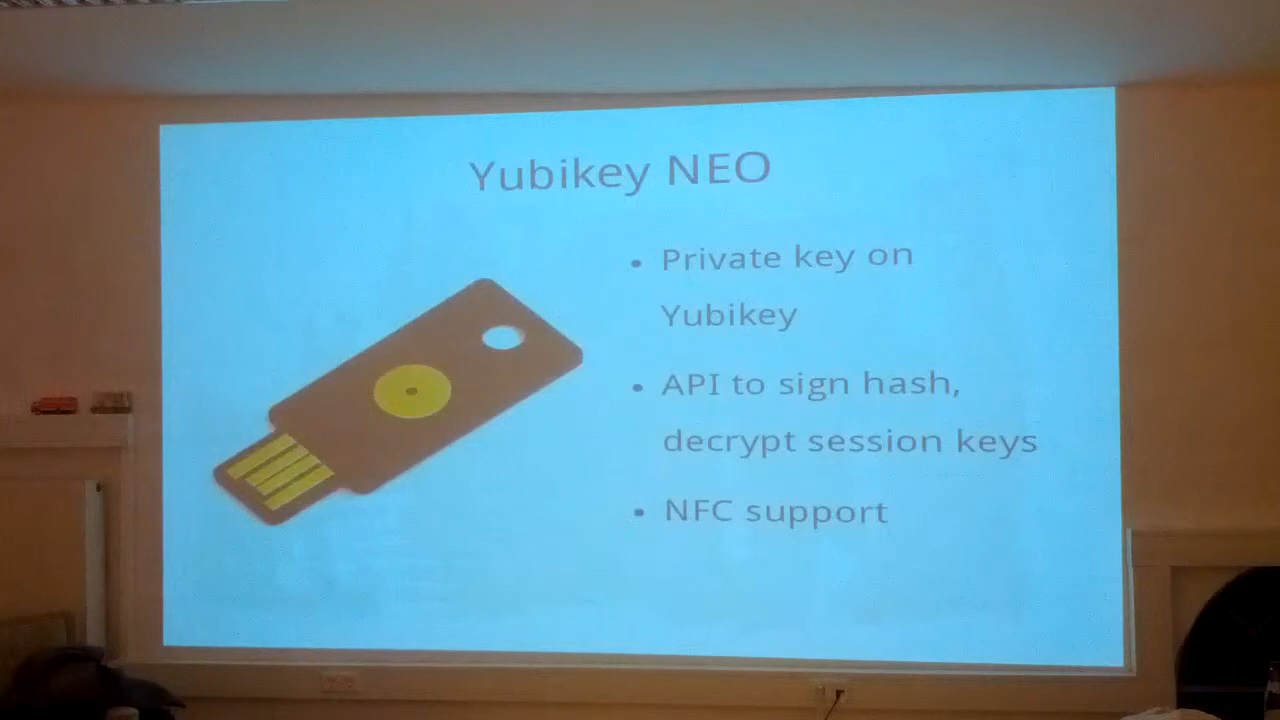 Yubikey NEO
• Private key on
Yubikey
• API to sign hash,
decrypt session keys
• NFC support